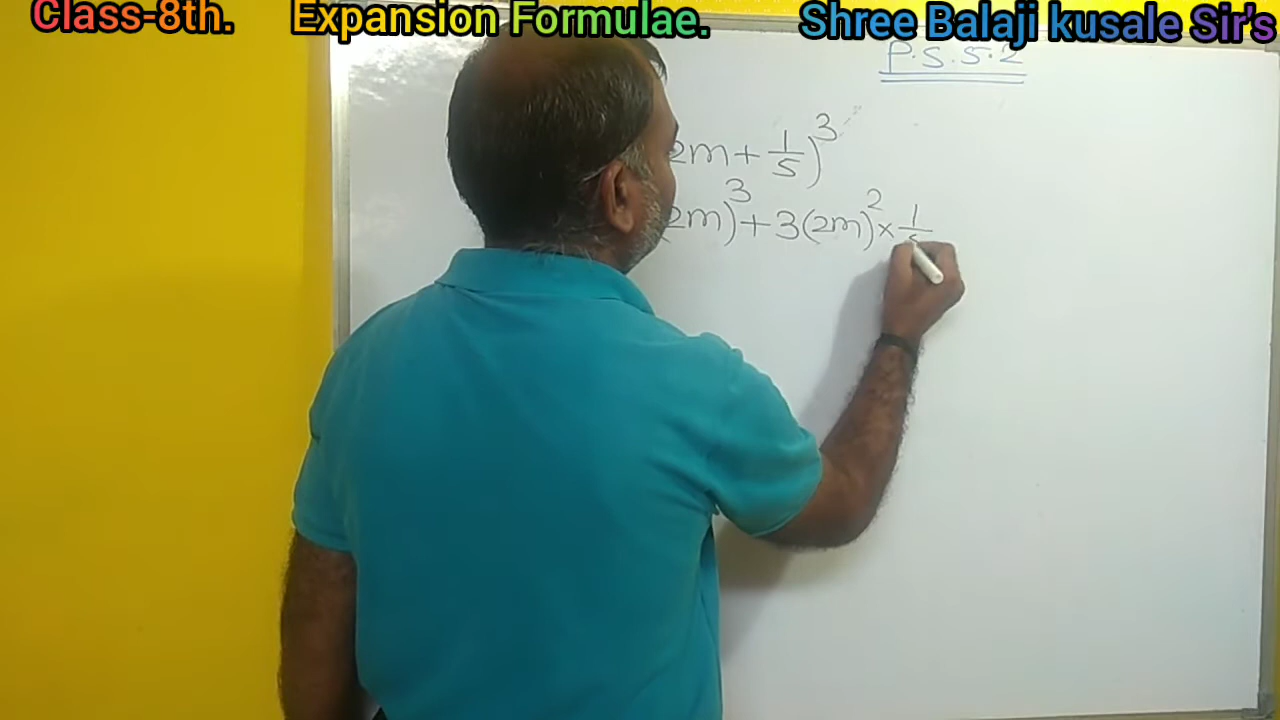 Class-8th. Expansion Formulae. Shree Balaji kusale Sir's
P.S.5.2
2m + 1/5)³
2m)³ + 3(2m)² × 1/5